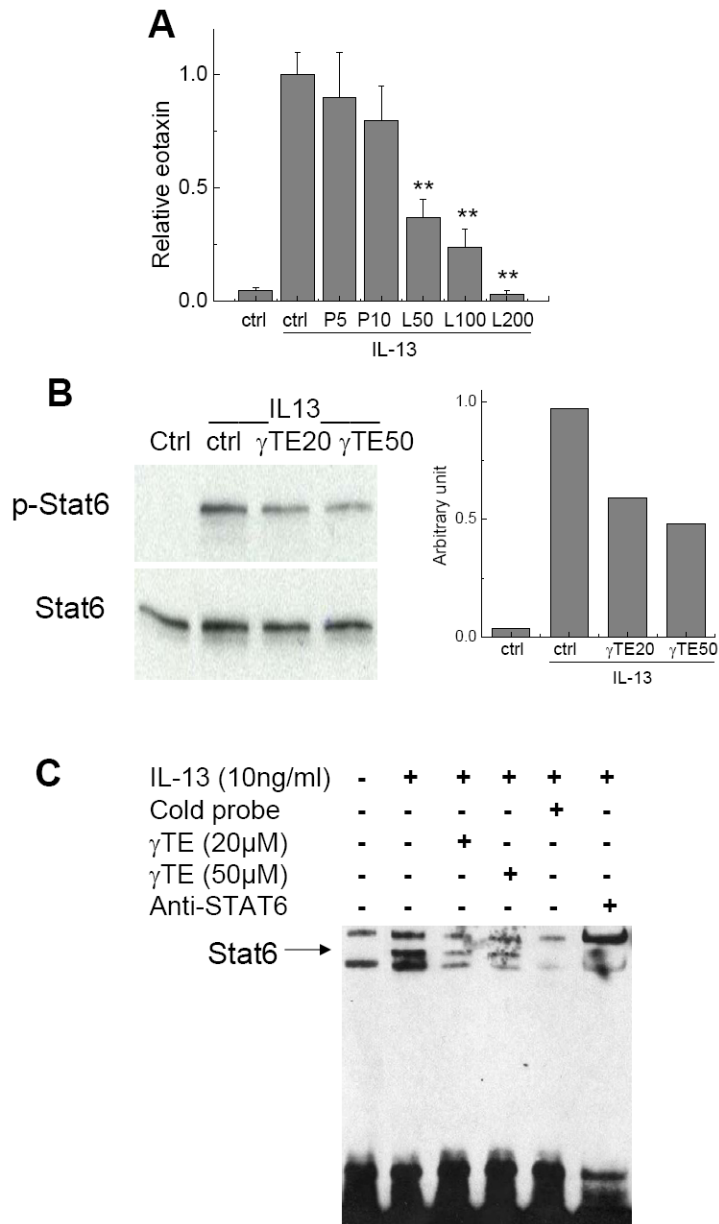 A
Relative eotaxin
1.0
0.5
0.0
** ** **
ctrl ctrl P5 P10 L50 L100 L200
IL-13
B
IL13
Ctrl ctrl γTE20 γTE50
p-Stat6
Stat6
Arbitrary unit
1.0
0.5
0.0
ctrl ctrl γTE20 γTE50
IL-13
C
IL-13 (10ng/ml) - + + + + +
Cold probe - - - - + -
γTE (20μM) - - + - - -
γTE (50μM) - - - + - -
Anti-STAT6 - - - - - +
Stat6